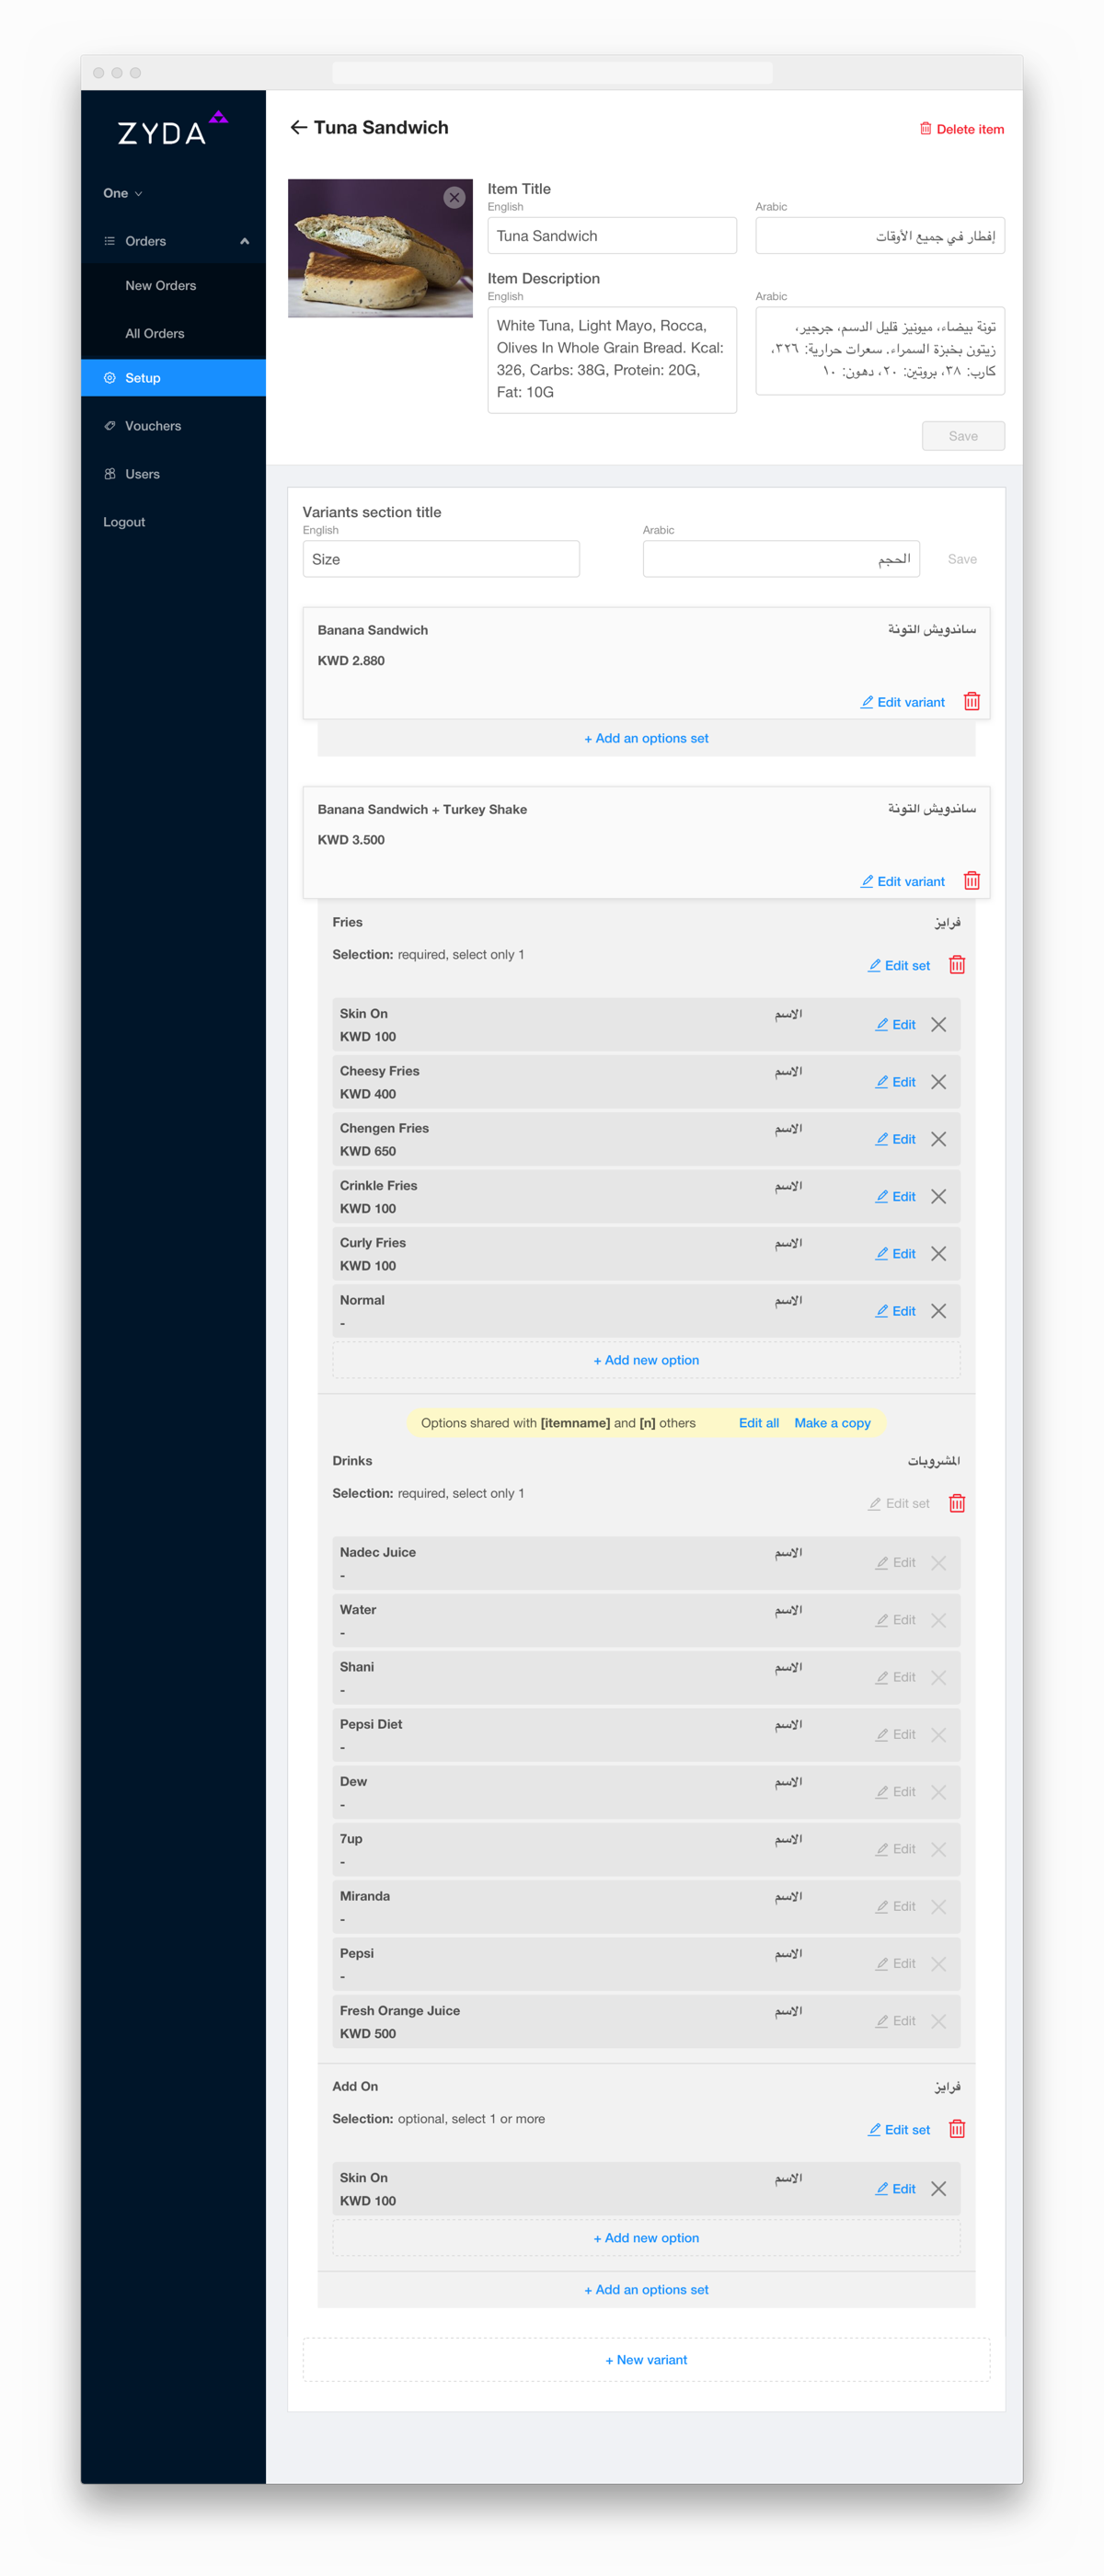 ZYDA
One
Orders
New Orders
All Orders
Setup
Vouchers
Users
Logout
Tuna Sandwich
Delete item
Item Title
English
Arabic
Tuna Sandwich
إفطار في جميع الأوقات
Item Description
English
Arabic
White Tuna, Light Mayo, Rocca,
Olives In Whole Grain Bread. Kcal:
326, Carbs: 38G, Protein: 20G,
Fat: 10G
تونة بيضاء، ميونيز قليل الدسم، جرجير،
زيتون بخبزة السمراء. سعرات حرارية: ٣٢٦،
كارب: ٣٨، بروتين: ٢٠، دهون: ١٠
Save
Variants section title
English
Arabic
Size
الحجم
Save
Banana Sandwich
ساندويش التونة
KWD 2.880
Edit variant
+ Add an options set
Banana Sandwich + Turkey Shake
ساندويش التونة
KWD 3.500
Edit variant
Fries
فرايز
Selection: required, select only 1
Edit set
Skin On
الاسم
KWD 100
Edit
Cheesy Fries
الاسم
KWD 400
Edit
Chengen Fries
الاسم
KWD 650
Edit
Crinkle Fries
الاسم
KWD 100
Edit
Curly Fries
الاسم
KWD 100
Edit
Normal
الاسم
-
Edit
+ Add new option
Options shared with [itemname] and [n] others
Edit all
Make a copy
Drinks
المشروبات
Selection: required, select only 1
Edit set
Nadec Juice
الاسم
-
Edit
Water
الاسم
-
Edit
Shani
الاسم
-
Edit
Pepsi Diet
الاسم
-
Edit
Dew
الاسم
-
Edit
7up
الاسم
-
Edit
Miranda
الاسم
-
Edit
Pepsi
الاسم
-
Edit
Fresh Orange Juice
الاسم
KWD 500
Edit
Add On
فرايز
Selection: optional, select 1 or more
Edit set
Skin On
الاسم
KWD 100
Edit
+ Add new option
+ Add an options set
+ New variant